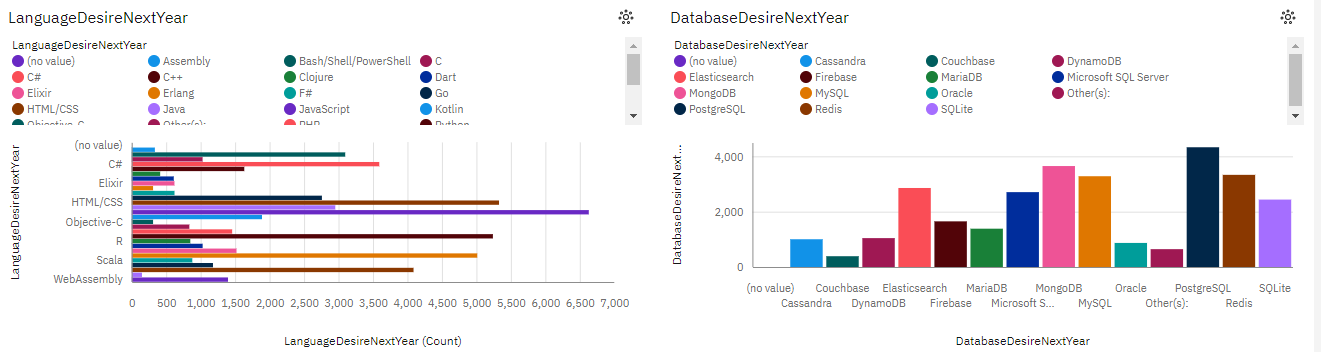 LanguageDesireNextYear
LanguageDesireNextYear
(no value) Assembly Bash/Shell/PowerShell C
C# C++ Clojure Dart
Elixir Erlang F# Go
HTML/CSS Java JavaScript Kotlin
Objective-C Other(s): PHP Python
LanguageDesireNextYear
(no value)
C#
Elixir
HTML/CSS
Objective-C
R
Scala
WebAssembly
0 500 1,000 1,500 2,000 2,500 3,000 3,500 4,000 4,500 5,000 5,500 6,000 6,500 7,000
LanguageDesireNextYear (Count)
DatabaseDesireNextYear
DatabaseDesireNextYear
(no value) Cassandra Couchbase DynamoDB
Elasticsearch Firebase MariaDB Microsoft SQL Server
MongoDB MySQL Oracle Other(s):
PostgreSQL Redis SQLite
DatabaseDesireNext...
4,000
2,000
0
(no value) Couchbase Elasticsearch MariaDB MongoDB Oracle PostgreSQL SQLite
Cassandra DynamoDB Firebase Microsoft S... MySQL Other(s): Redis
DatabaseDesireNextYear